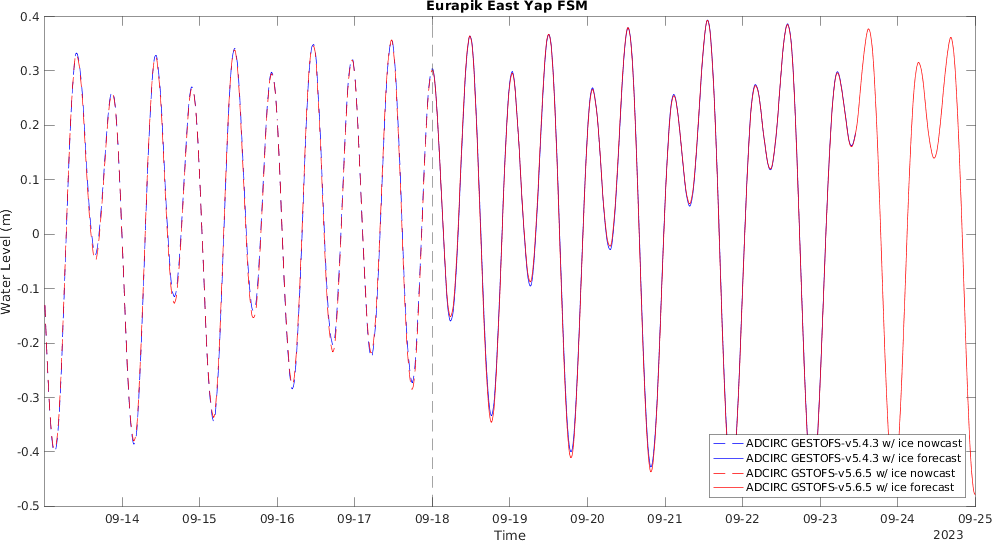 Eurapik East Yap FSM
0.4
0.3
0.2
0.1
0
-0.1
-0.2
-0.3
-0.4
-0.5
Water Level (m)
ADCIRC GESTOFS-v5.4.3 w/ ice nowcast
ADCIRC GESTOFS-v5.4.3 w/ ice forecast
ADCIRC GSTOFS-v5.6.5 w/ ice nowcast
ADCIRC GSTOFS-v5.6.5 w/ ice forecast
09-14 09-15 09-16 09-17 09-18 09-19 09-20 09-21 09-22 09-23 09-24 09-25
Time
2023